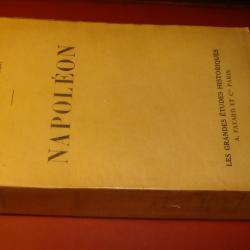 NAPOLÉON
LES GRANDES ÉTUDES HISTORIQUES
A. FAYARD ET Cie PARIS